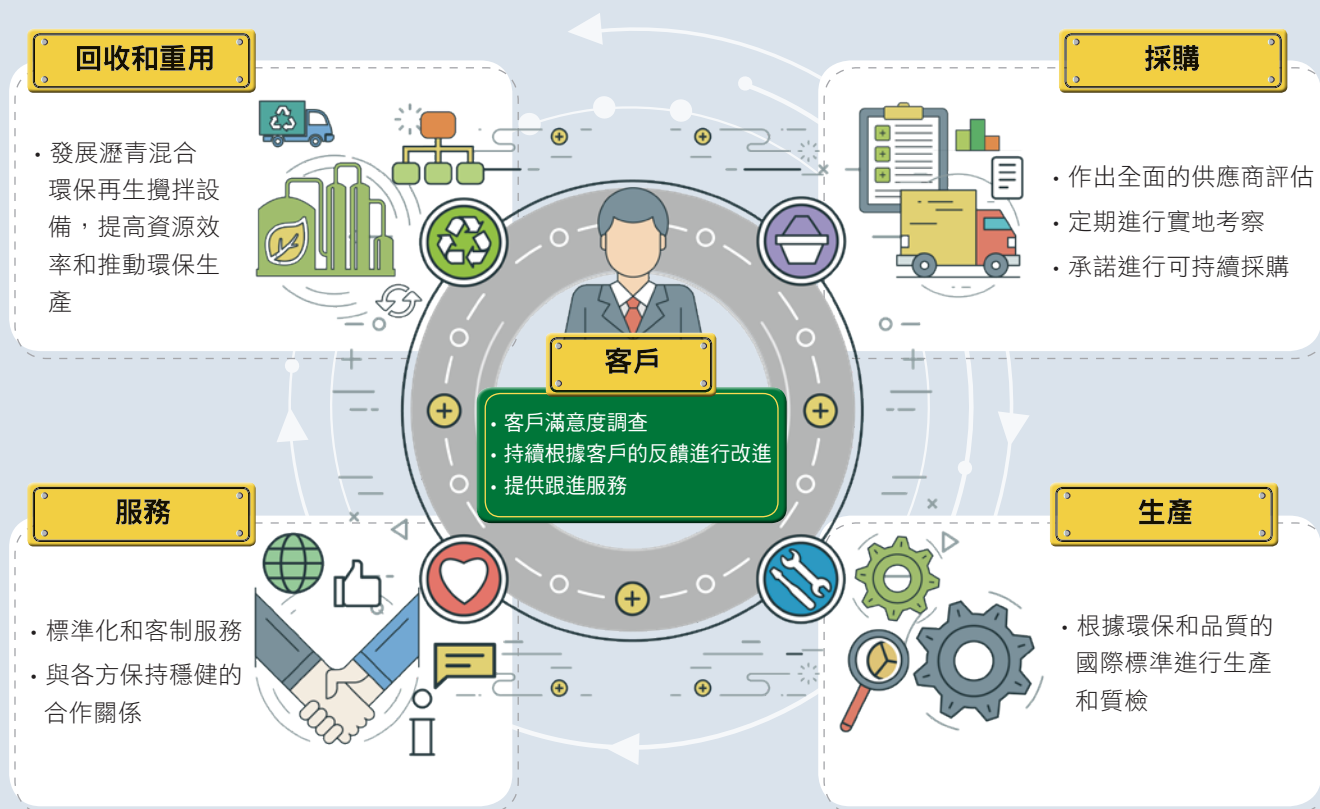 回收和重用
• 發展瀝青混合
環保再生攪拌設
備，提高資源效
率和推動環保生
產
採購
• 作出全面的供應商評估
• 定期進行實地考察
• 承諾進行可持續採購
客戶
• 客戶滿意度調查
• 持續根據客戶的反饋進行改進
• 提供跟進服務
服務
• 標準化和客制服務
• 與各方保持穩健的
合作關係
生產
• 根據環保和品質的
國際標準進行生產
和質檢